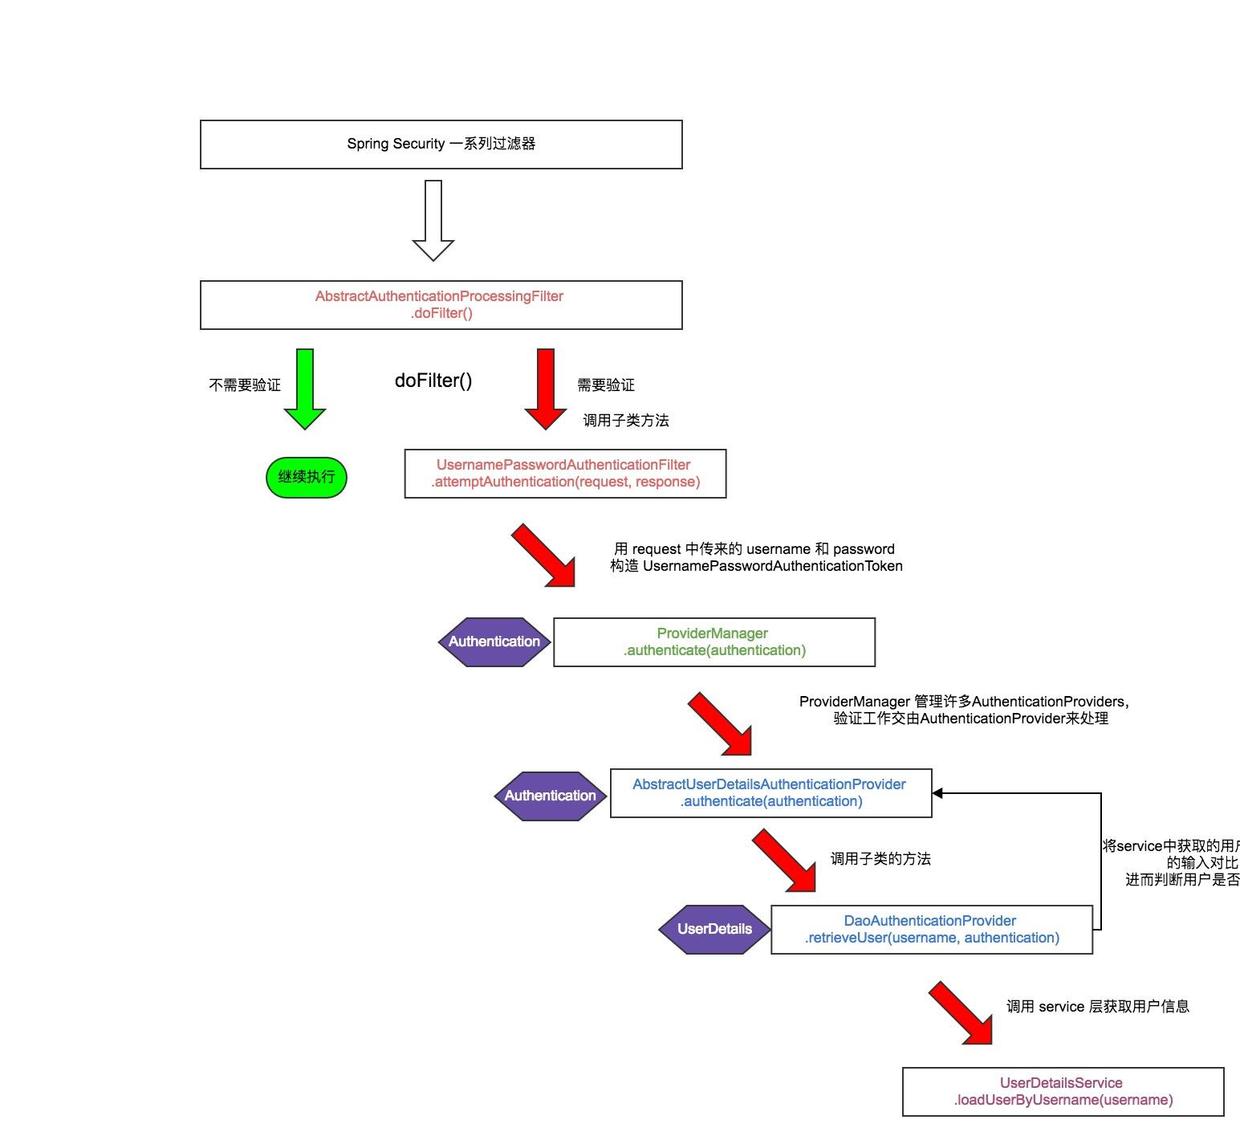 Spring Security 一系列过滤器
AbstractAuthenticationProcessingFilter
.doFilter()
不需要验证
doFilter()
需要验证
调用子类方法
继续执行
UsernamePasswordAuthenticationFilter
.attemptAuthentication(request, response)
用 request 中传来的 username 和 password
构造 UsernamePasswordAuthenticationToken
Authentication
ProviderManager
.authenticate(authentication)
ProviderManager 管理许多AuthenticationProviders,
验证工作交由AuthenticationProvider来处理
Authentication
AbstractUserDetailsAuthenticationProvider
.authenticate(authentication)
将service中获取的用
的输入对比
进而判断用户是否
调用子类的方法
UserDetails
DaoAuthenticationProvider
.retrieveUser(username, authentication)
调用 service 层获取用户信息
UserDetailsService
.loadUserByUsername(username)